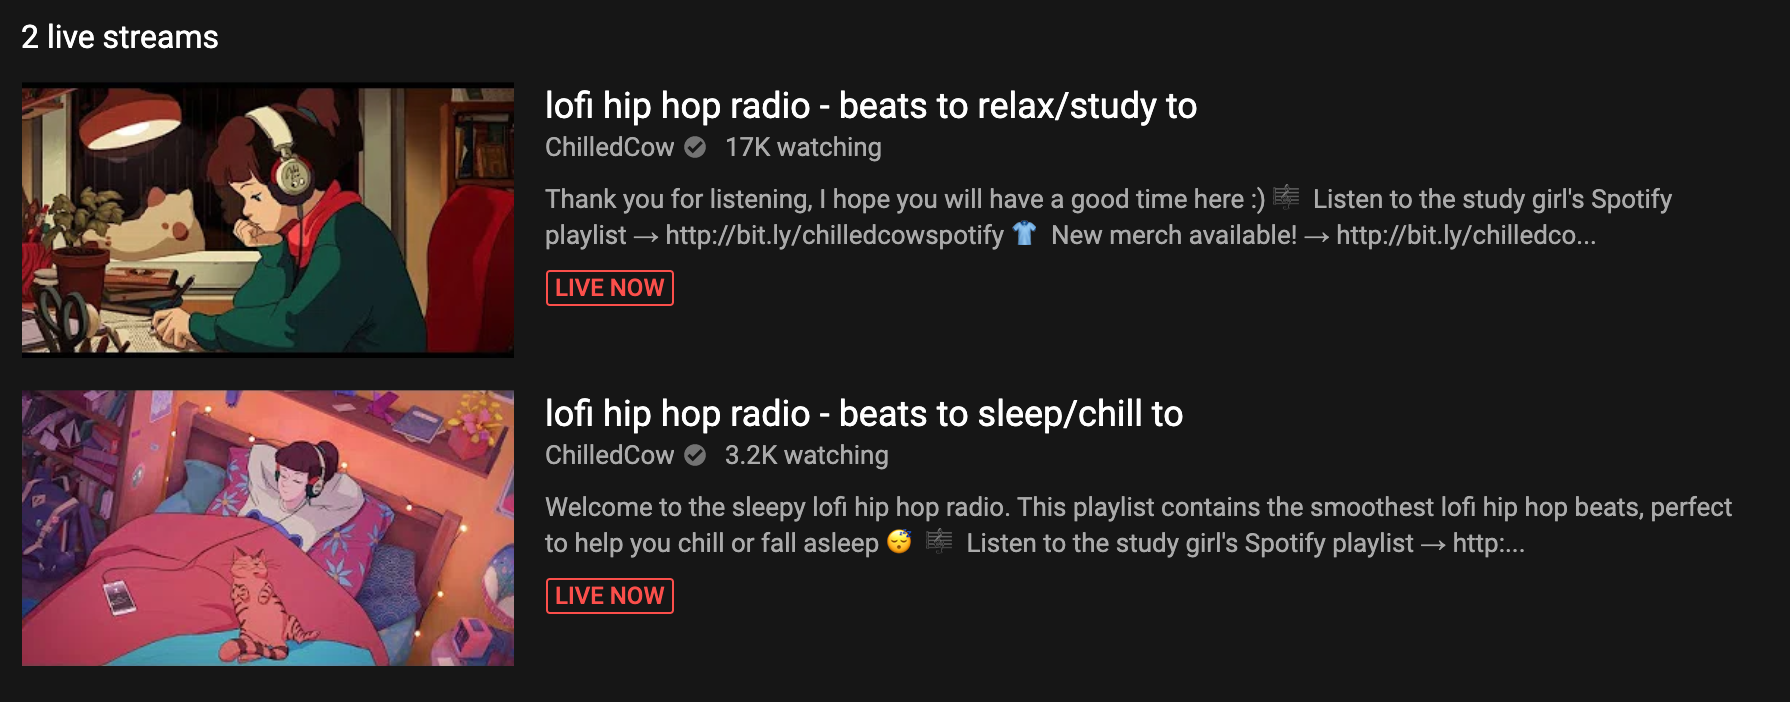 2 live streams
lofi hip hop radio - beats to relax/study to
ChilledCow 17K watching
Thank you for listening, I hope you will have a good time here :) 🎼 Listen to the study girl's Spotify
playlist → http://bit.ly/chilledcowspotify 👕 New merch available! → http://bit.ly/chilledco...
LIVE NOW
lofi hip hop radio - beats to sleep/chill to
ChilledCow 3.2K watching
Welcome to the sleepy lofi hip hop radio. This playlist contains the smoothest lofi hip hop beats, perfect
to help you chill or fall asleep 😴 🎼 Listen to the study girl's Spotify playlist → http:...
LIVE NOW